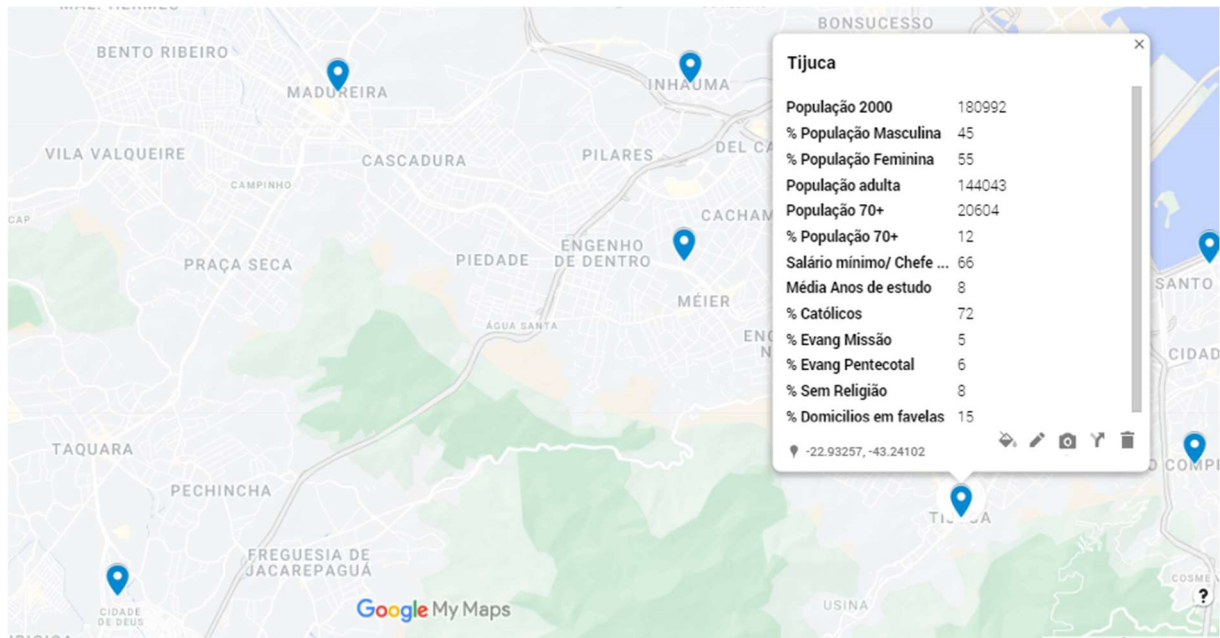 BONSUCESSO
BENTO RIBEIRO
MADUREIRA
INHAÚMA
VILA VALQUEIRE
CASCADURA
PILARES
DEL CA
CAMPINHO
CAP
CACHAM
ENGENHO
DE DENTRO
PIEDADE
PRAÇA SECA
MÉIER
ÁGUA SANTA
ENG
N
SANTO
CIDAD
TAQUARA
PECHINCHA
O COMPI
FREGUESIA DE
JACAREPAGUÁ
CIDADE
DE DEUS
USINA
COSME
TIJUCA
Tijuca
População 2000 180992
% População Masculina 45
% População Feminina 55
População adulta 144043
População 70+ 20604
% População 70+ 12
Salário mínimo/ Chefe ... 66
Média Anos de estudo 8
% Católicos 72
% Evang Missão 5
% Evang Pentecotal 6
% Sem Religião 8
% Domicilios em favelas 15
-22.93257, -43.24102
Google My Maps
?